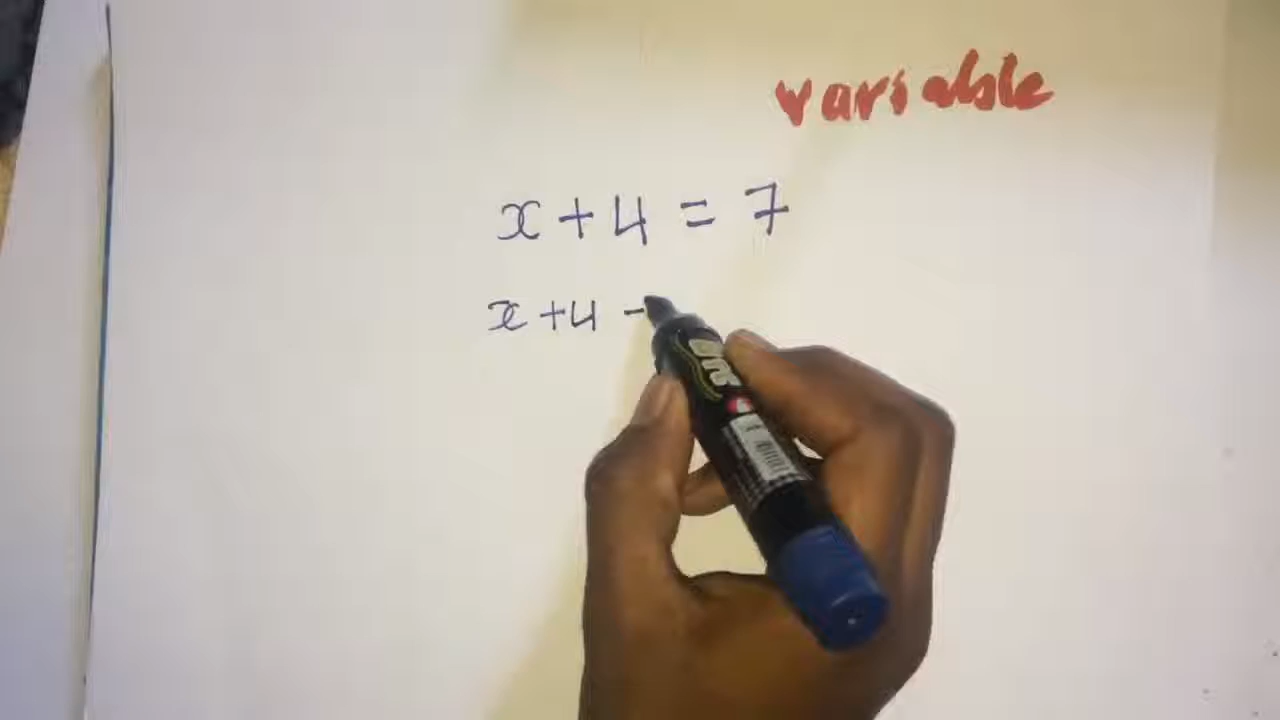 variable
x + 4 = 7
x + 4 -